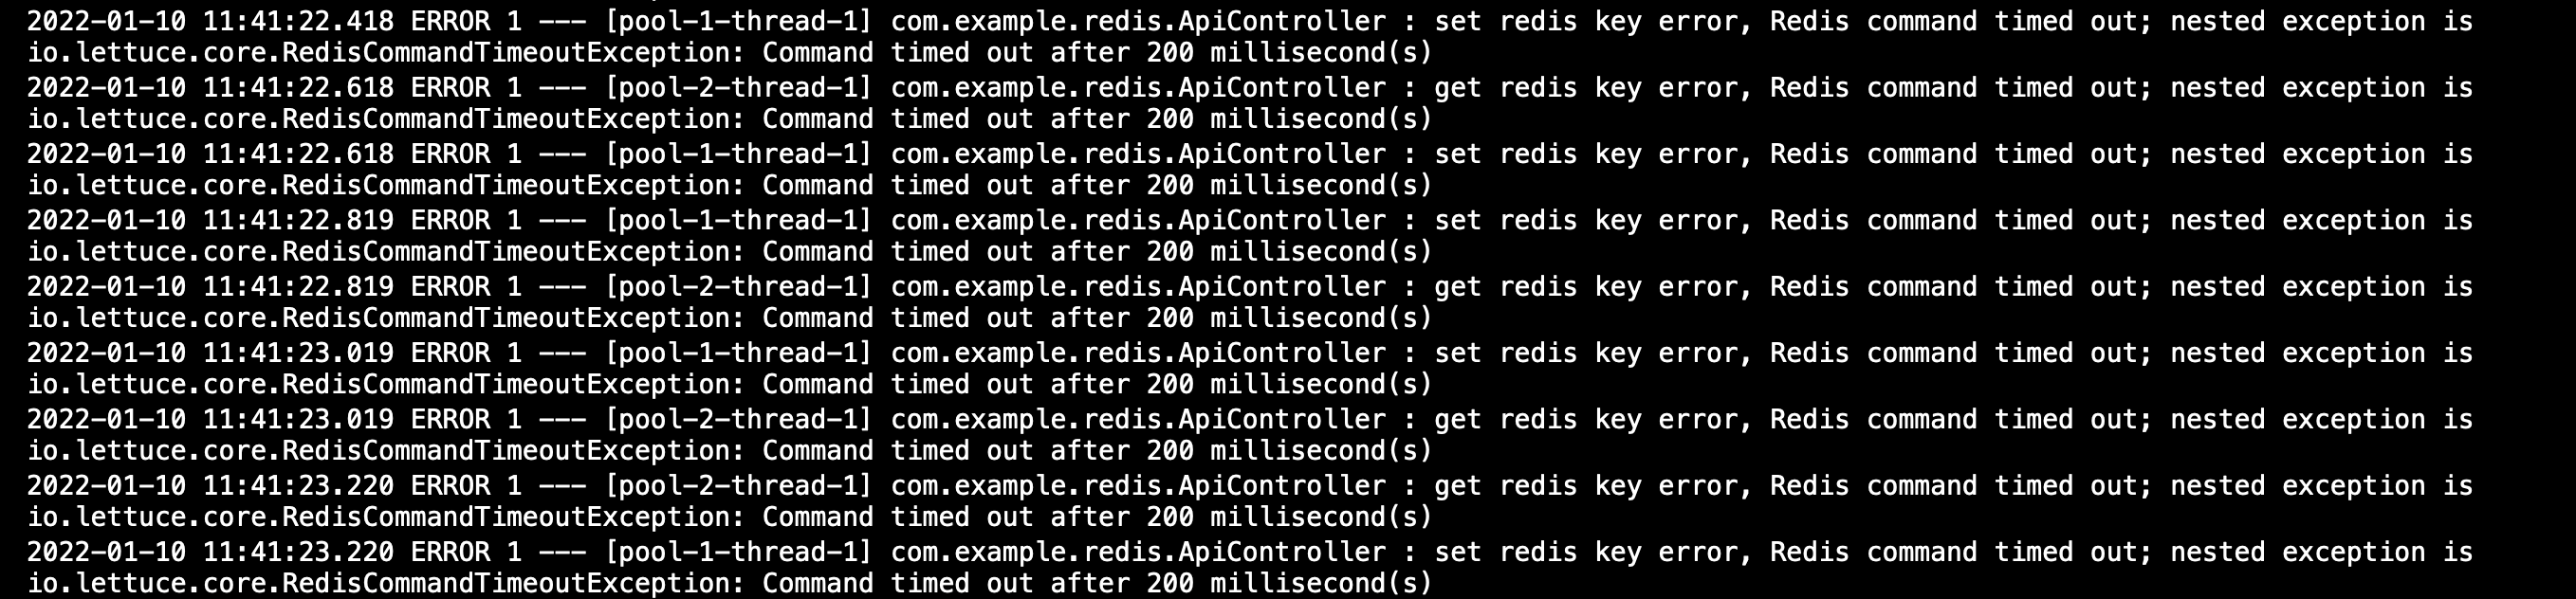 2022-01-10 11:41:22.418 ERROR 1 --- [pool-1-thread-1] com.example.redis.ApiController : set redis key error, Redis command timed out; nested exception is
io.lettuce.core.RedisCommandTimeoutException: Command timed out after 200 millisecond(s)
2022-01-10 11:41:22.618 ERROR 1 --- [pool-2-thread-1] com.example.redis.ApiController : get redis key error, Redis command timed out; nested exception is
io.lettuce.core.RedisCommandTimeoutException: Command timed out after 200 millisecond(s)
2022-01-10 11:41:22.618 ERROR 1 --- [pool-1-thread-1] com.example.redis.ApiController : set redis key error, Redis command timed out; nested exception is
io.lettuce.core.RedisCommandTimeoutException: Command timed out after 200 millisecond(s)
2022-01-10 11:41:22.819 ERROR 1 --- [pool-1-thread-1] com.example.redis.ApiController : set redis key error, Redis command timed out; nested exception is
io.lettuce.core.RedisCommandTimeoutException: Command timed out after 200 millisecond(s)
2022-01-10 11:41:22.819 ERROR 1 --- [pool-2-thread-1] com.example.redis.ApiController : get redis key error, Redis command timed out; nested exception is
io.lettuce.core.RedisCommandTimeoutException: Command timed out after 200 millisecond(s)
2022-01-10 11:41:23.019 ERROR 1 --- [pool-1-thread-1] com.example.redis.ApiController : set redis key error, Redis command timed out; nested exception is
io.lettuce.core.RedisCommandTimeoutException: Command timed out after 200 millisecond(s)
2022-01-10 11:41:23.019 ERROR 1 --- [pool-2-thread-1] com.example.redis.ApiController : get redis key error, Redis command timed out; nested exception is
io.lettuce.core.RedisCommandTimeoutException: Command timed out after 200 millisecond(s)
2022-01-10 11:41:23.220 ERROR 1 --- [pool-2-thread-1] com.example.redis.ApiController : get redis key error, Redis command timed out; nested exception is
io.lettuce.core.RedisCommandTimeoutException: Command timed out after 200 millisecond(s)
2022-01-10 11:41:23.220 ERROR 1 --- [pool-1-thread-1] com.example.redis.ApiController : set redis key error, Redis command timed out; nested exception is
io.lettuce.core.RedisCommandTimeoutException: Command timed out after 200 millisecond(s)